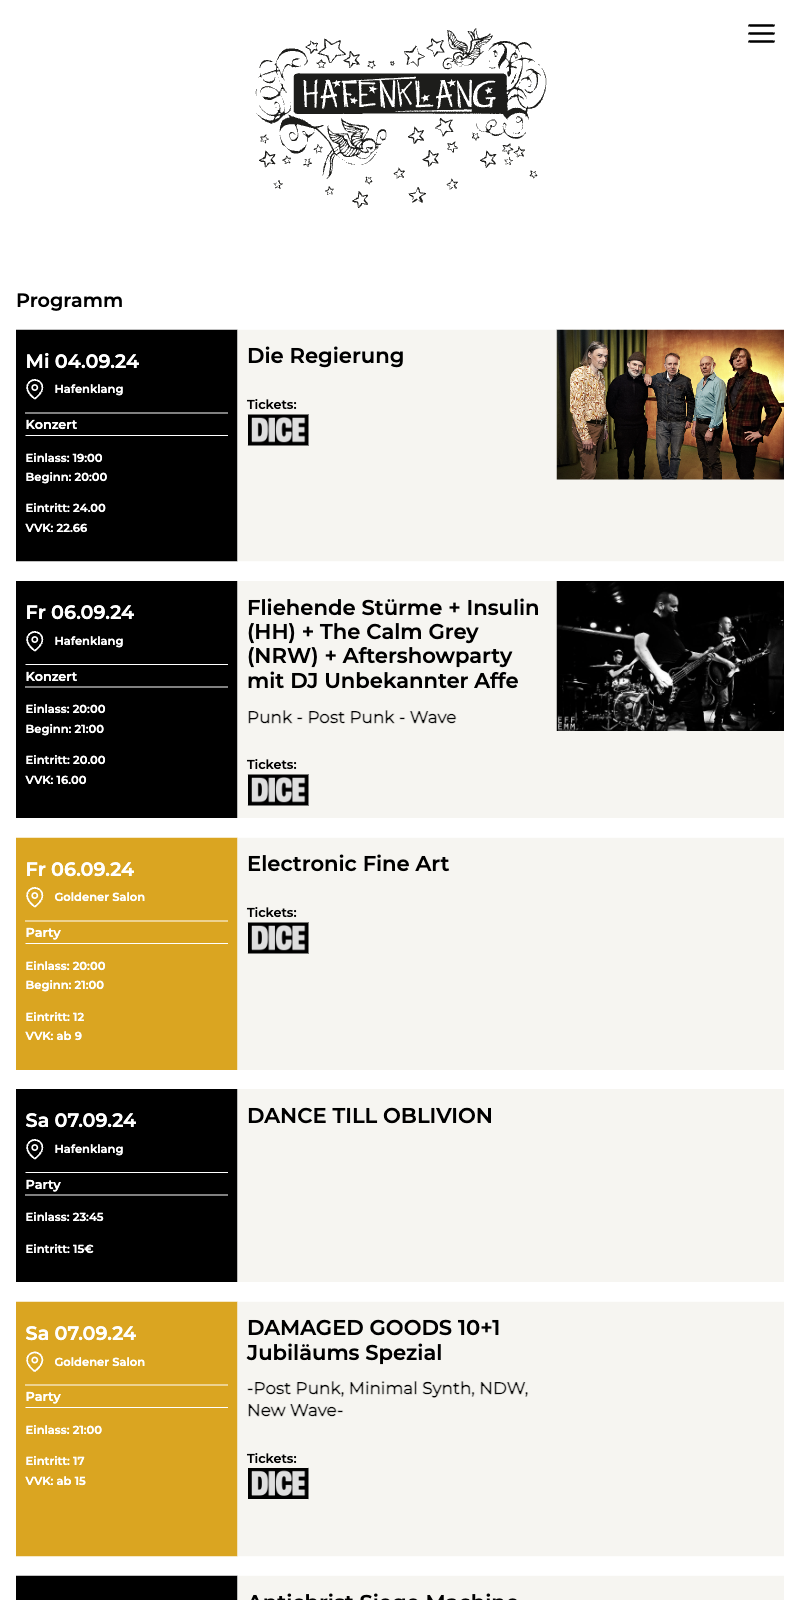 HAFENKLANG
Programm
Mi 04.09.24
Hafenklang
Konzert
Einlass: 19:00
Beginn: 20:00
Eintritt: 24.00
VVK: 22.66
Die Regierung
Tickets:
DICE
Fr 06.09.24
Hafenklang
Konzert
Einlass: 20:00
Beginn: 21:00
Eintritt: 20.00
VVK: 16.00
Fliehende Stürme + Insulin
(HH) + The Calm Grey
(NRW) + Aftershowparty
mit DJ Unbekannter Affe
Punk - Post Punk - Wave
Tickets:
DICE
EFF
EMM
Fr 06.09.24
Goldener Salon
Party
Einlass: 20:00
Beginn: 21:00
Eintritt: 12
VVK: ab 9
Electronic Fine Art
Tickets:
DICE
Sa 07.09.24
Hafenklang
Party
Einlass: 23:45
Eintritt: 15€
DANCE TILL OBLIVION
Sa 07.09.24
Goldener Salon
Party
Einlass: 21:00
Eintritt: 17
VVK: ab 15
DAMAGED GOODS 10+1
Jubiläums Spezial
-Post Punk, Minimal Synth, NDW,
New Wave-
Tickets:
DICE
Antichrist Siege Machine